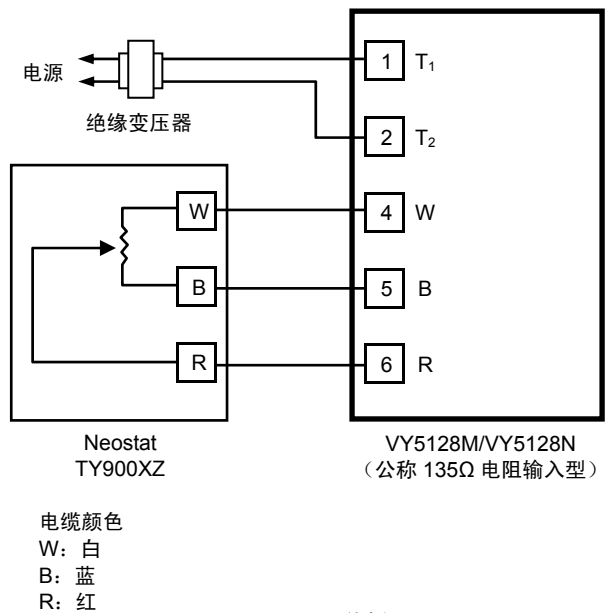 1 T₁
电源
绝缘变压器
2 T₂
W 4 W
B 5 B
R 6 R
Neostat
TY900XZ
VY5128M/VY5128N
（公称 135Ω 电阻输入型）
电缆颜色
W：白
B：蓝
R：红